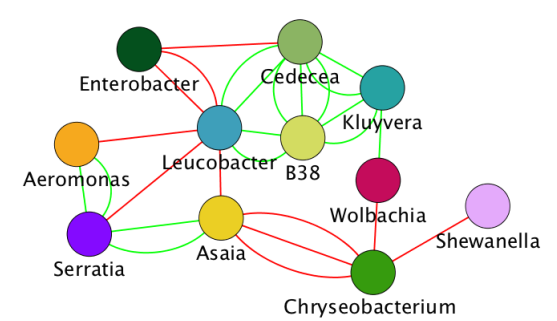 Enterobacter
Cedecea
Kluyvera
Leucobacter
B38
Aeromonas
Wolbachia
Shewanella
Serratia
Asaia
Chryseobacterium